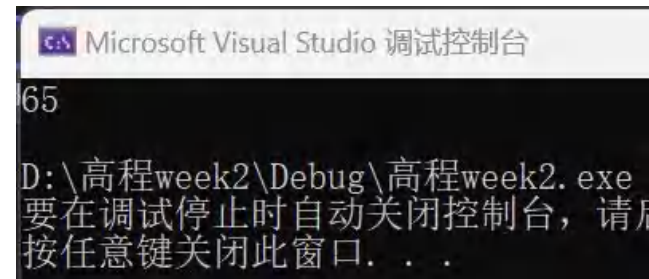 Microsoft Visual Studio 调试控制台
65
D:\高程week2\Debug\高程week2.exe
要在调试停止时自动关闭控制台，请
按任意键关闭此窗口. . .